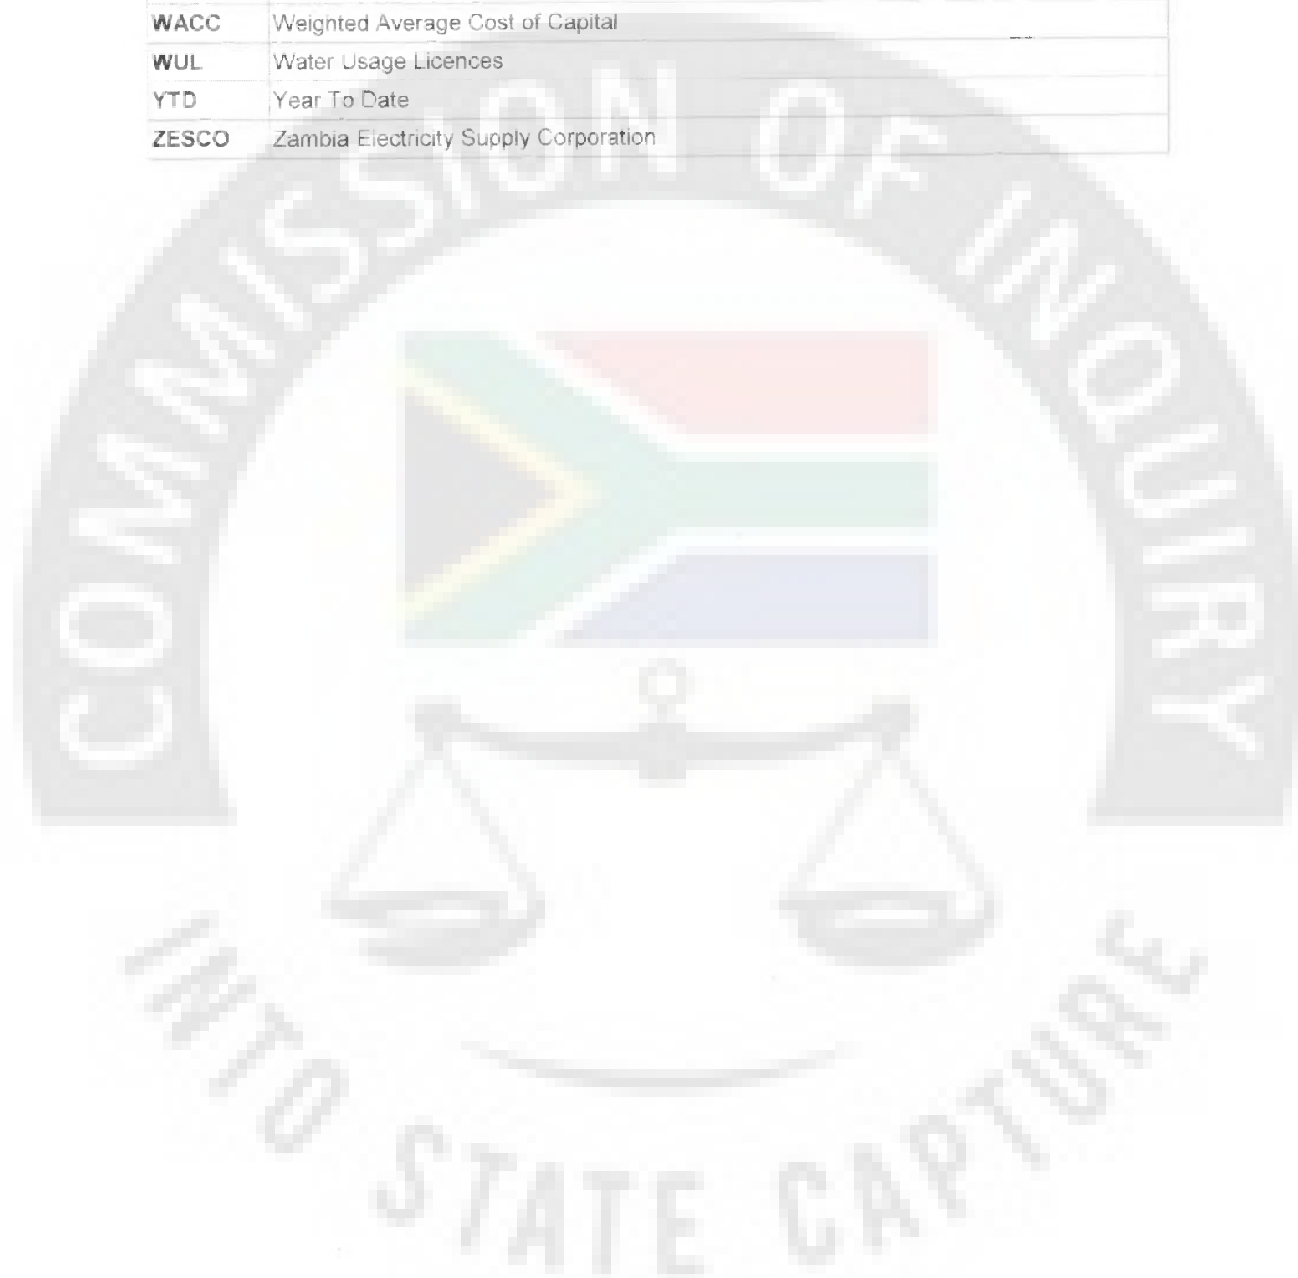 WACC Weighted Average Cost of Capital
WUL Water Usage Licences
YTD Year To Date
ZESCO Zambia Electricity Supply Corporation
COMMISSION OF INQUIRY
INTO STATE CAPTURE